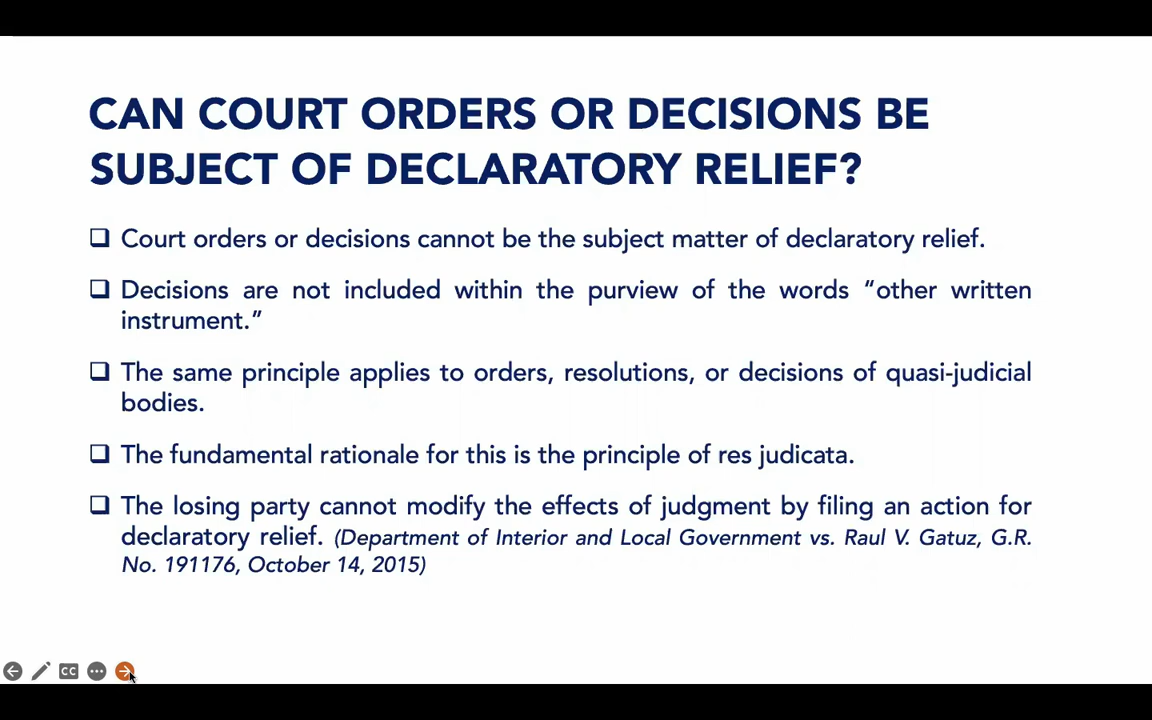 CAN COURT ORDERS OR DECISIONS BE
SUBJECT OF DECLARATORY RELIEF?
Court orders or decisions cannot be the subject matter of declaratory relief.
Decisions are not included within the purview of the words “other written
instrument.”
The same principle applies to orders, resolutions, or decisions of quasi-judicial
bodies.
The fundamental rationale for this is the principle of res judicata.
The losing party cannot modify the effects of judgment by filing an action for
declaratory relief. (Department of Interior and Local Government vs. Raul V. Gatuz, G.R.
No. 191176, October 14, 2015)
CC